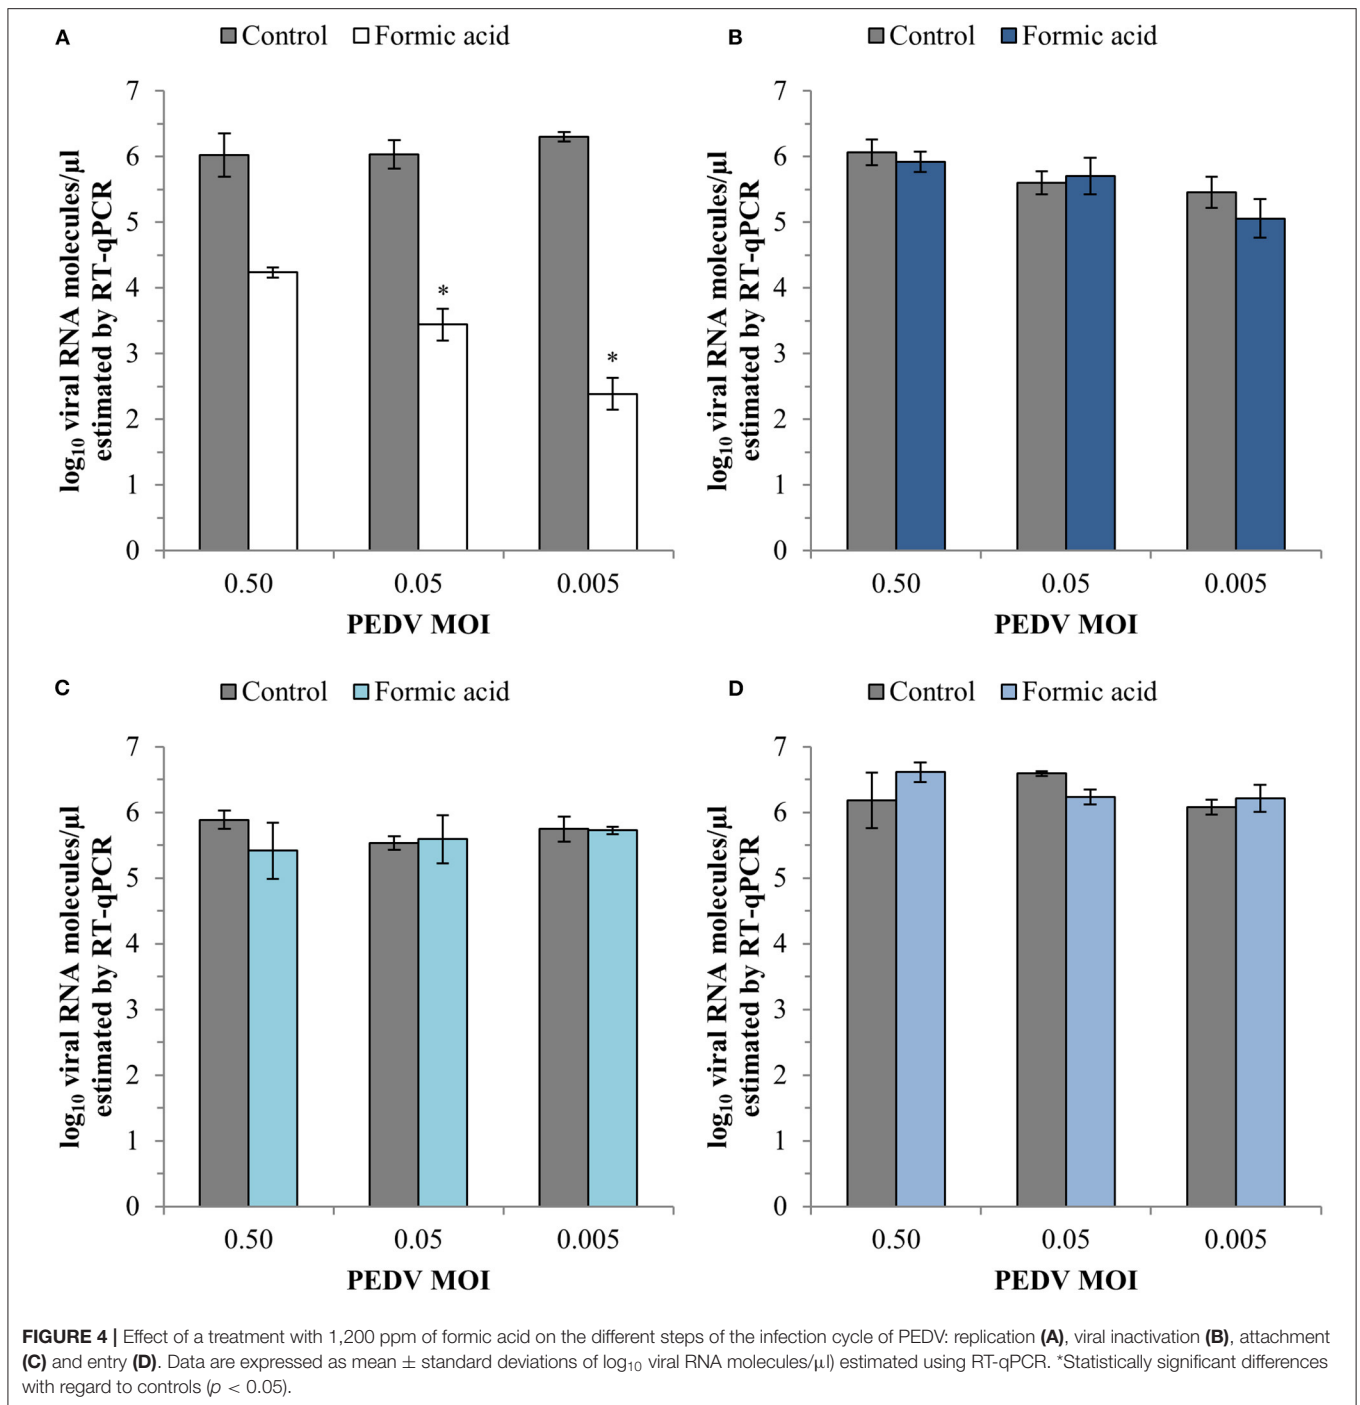 A
Control Formic acid
log10 viral RNA molecules/µl
estimated by RT-qPCR
7
6
5
4
3
2
1
0
*
*
0.50 0.05 0.005
PEDV MOI
B
Control Formic acid
log10 viral RNA molecules/µl
estimated by RT-qPCR
7
6
5
4
3
2
1
0
0.50 0.05 0.005
PEDV MOI
C
Control Formic acid
log10 viral RNA molecules/µl
estimated by RT-qPCR
7
6
5
4
3
2
1
0
0.50 0.05 0.005
PEDV MOI
D
Control Formic acid
log10 viral RNA molecules/µl
estimated by RT-qPCR
7
6
5
4
3
2
1
0
0.50 0.05 0.005
PEDV MOI
FIGURE 4 | Effect of a treatment with 1,200 ppm of formic acid on the different steps of the infection cycle of PEDV: replication (A), viral inactivation (B), attachment
(C) and entry (D). Data are expressed as mean ± standard deviations of log10 viral RNA molecules/µl) estimated using RT-qPCR. *Statistically significant differences
with regard to controls (p < 0.05).